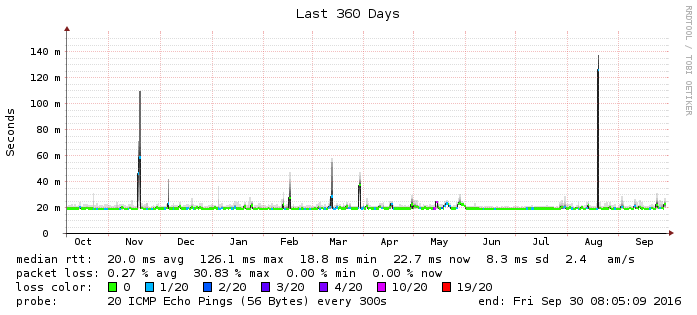 Last 360 Days
RRDTOOL / TOBI OETIKER
Seconds
140 m
120 m
100 m
80 m
60 m
40 m
20 m
0
Oct Nov Dec Jan Feb Mar Apr May Jun Jul Aug Sep
median rtt: 20.0 ms avg 126.1 ms max 18.8 ms min 22.7 ms now 8.3 ms sd 2.4 am/s
packet loss: 0.27 % avg 30.83 % max 0.00 % min 0.00 % now
loss color: 0 1/20 2/20 3/20 4/20 10/20 19/20
probe: 20 ICMP Echo Pings (56 Bytes) every 300s end: Fri Sep 30 08:05:09 2016